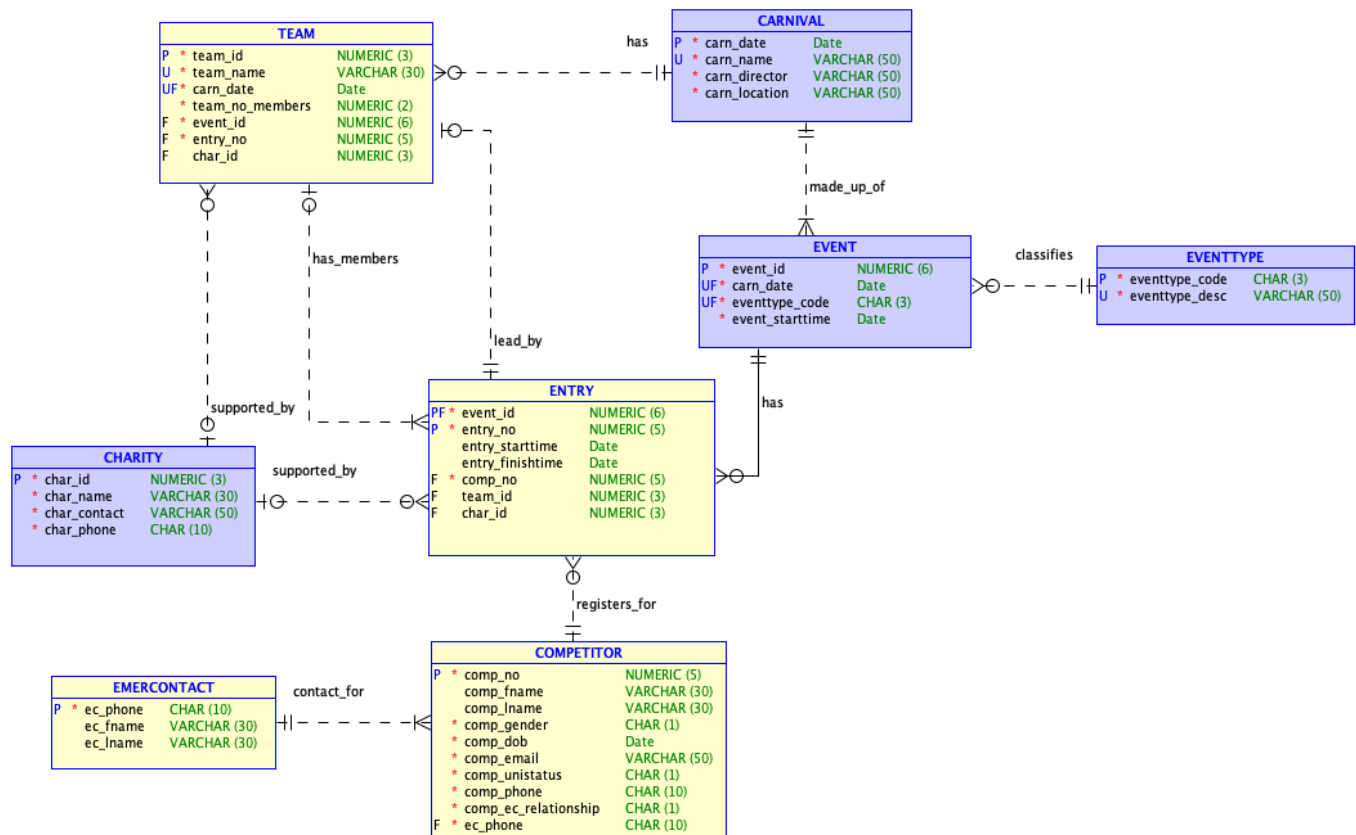 TEAM
P * team_id NUMERIC (3)
U * team_name VARCHAR (30)
UF * carn_date Date
* team_no_members NUMERIC (2)
F * event_id NUMERIC (6)
F * entry_no NUMERIC (5)
F char_id NUMERIC (3)
has
CARNIVAL
P * carn_date Date
U * carn_name VARCHAR (50)
* carn_director VARCHAR (50)
* carn_location VARCHAR (50)
made_up_of
has_members
lead_by
EVENT
P * event_id NUMERIC (6)
UF * carn_date Date
UF * eventtype_code CHAR (3)
* event_starttime Date
classifies
EVENTTYPE
P * eventtype_code CHAR (3)
U * eventtype_desc VARCHAR (50)
has
supported_by
CHARITY
P * char_id NUMERIC (3)
* char_name VARCHAR (30)
* char_contact VARCHAR (50)
* char_phone CHAR (10)
supported_by
ENTRY
PF * event_id NUMERIC (6)
P * entry_no NUMERIC (5)
entry_starttime Date
entry_finishtime Date
F * comp_no NUMERIC (5)
F team_id NUMERIC (3)
F char_id NUMERIC (3)
registers_for
EMERCONTACT
P * ec_phone CHAR (10)
ec_fname VARCHAR (30)
ec_lname VARCHAR (30)
contact_for
COMPETITOR
P * comp_no NUMERIC (5)
comp_fname VARCHAR (30)
comp_lname VARCHAR (30)
* comp_gender CHAR (1)
* comp_dob Date
* comp_email VARCHAR (50)
* comp_unistatus CHAR (1)
* comp_phone CHAR (10)
* comp_ec_relationship CHAR (1)
F * ec_phone CHAR (10)